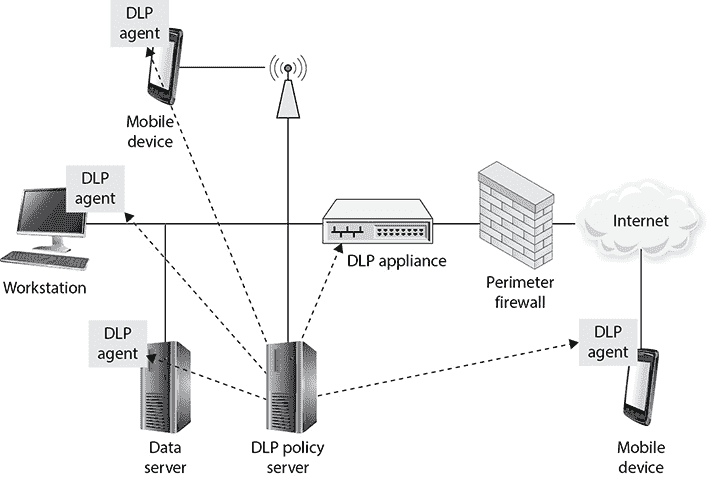 DLP
agent
Mobile
device
DLP
agent
Workstation
DLP appliance
Perimeter
firewall
Internet
DLP
agent
Data
server
DLP policy
server
DLP
agent
Mobile
device